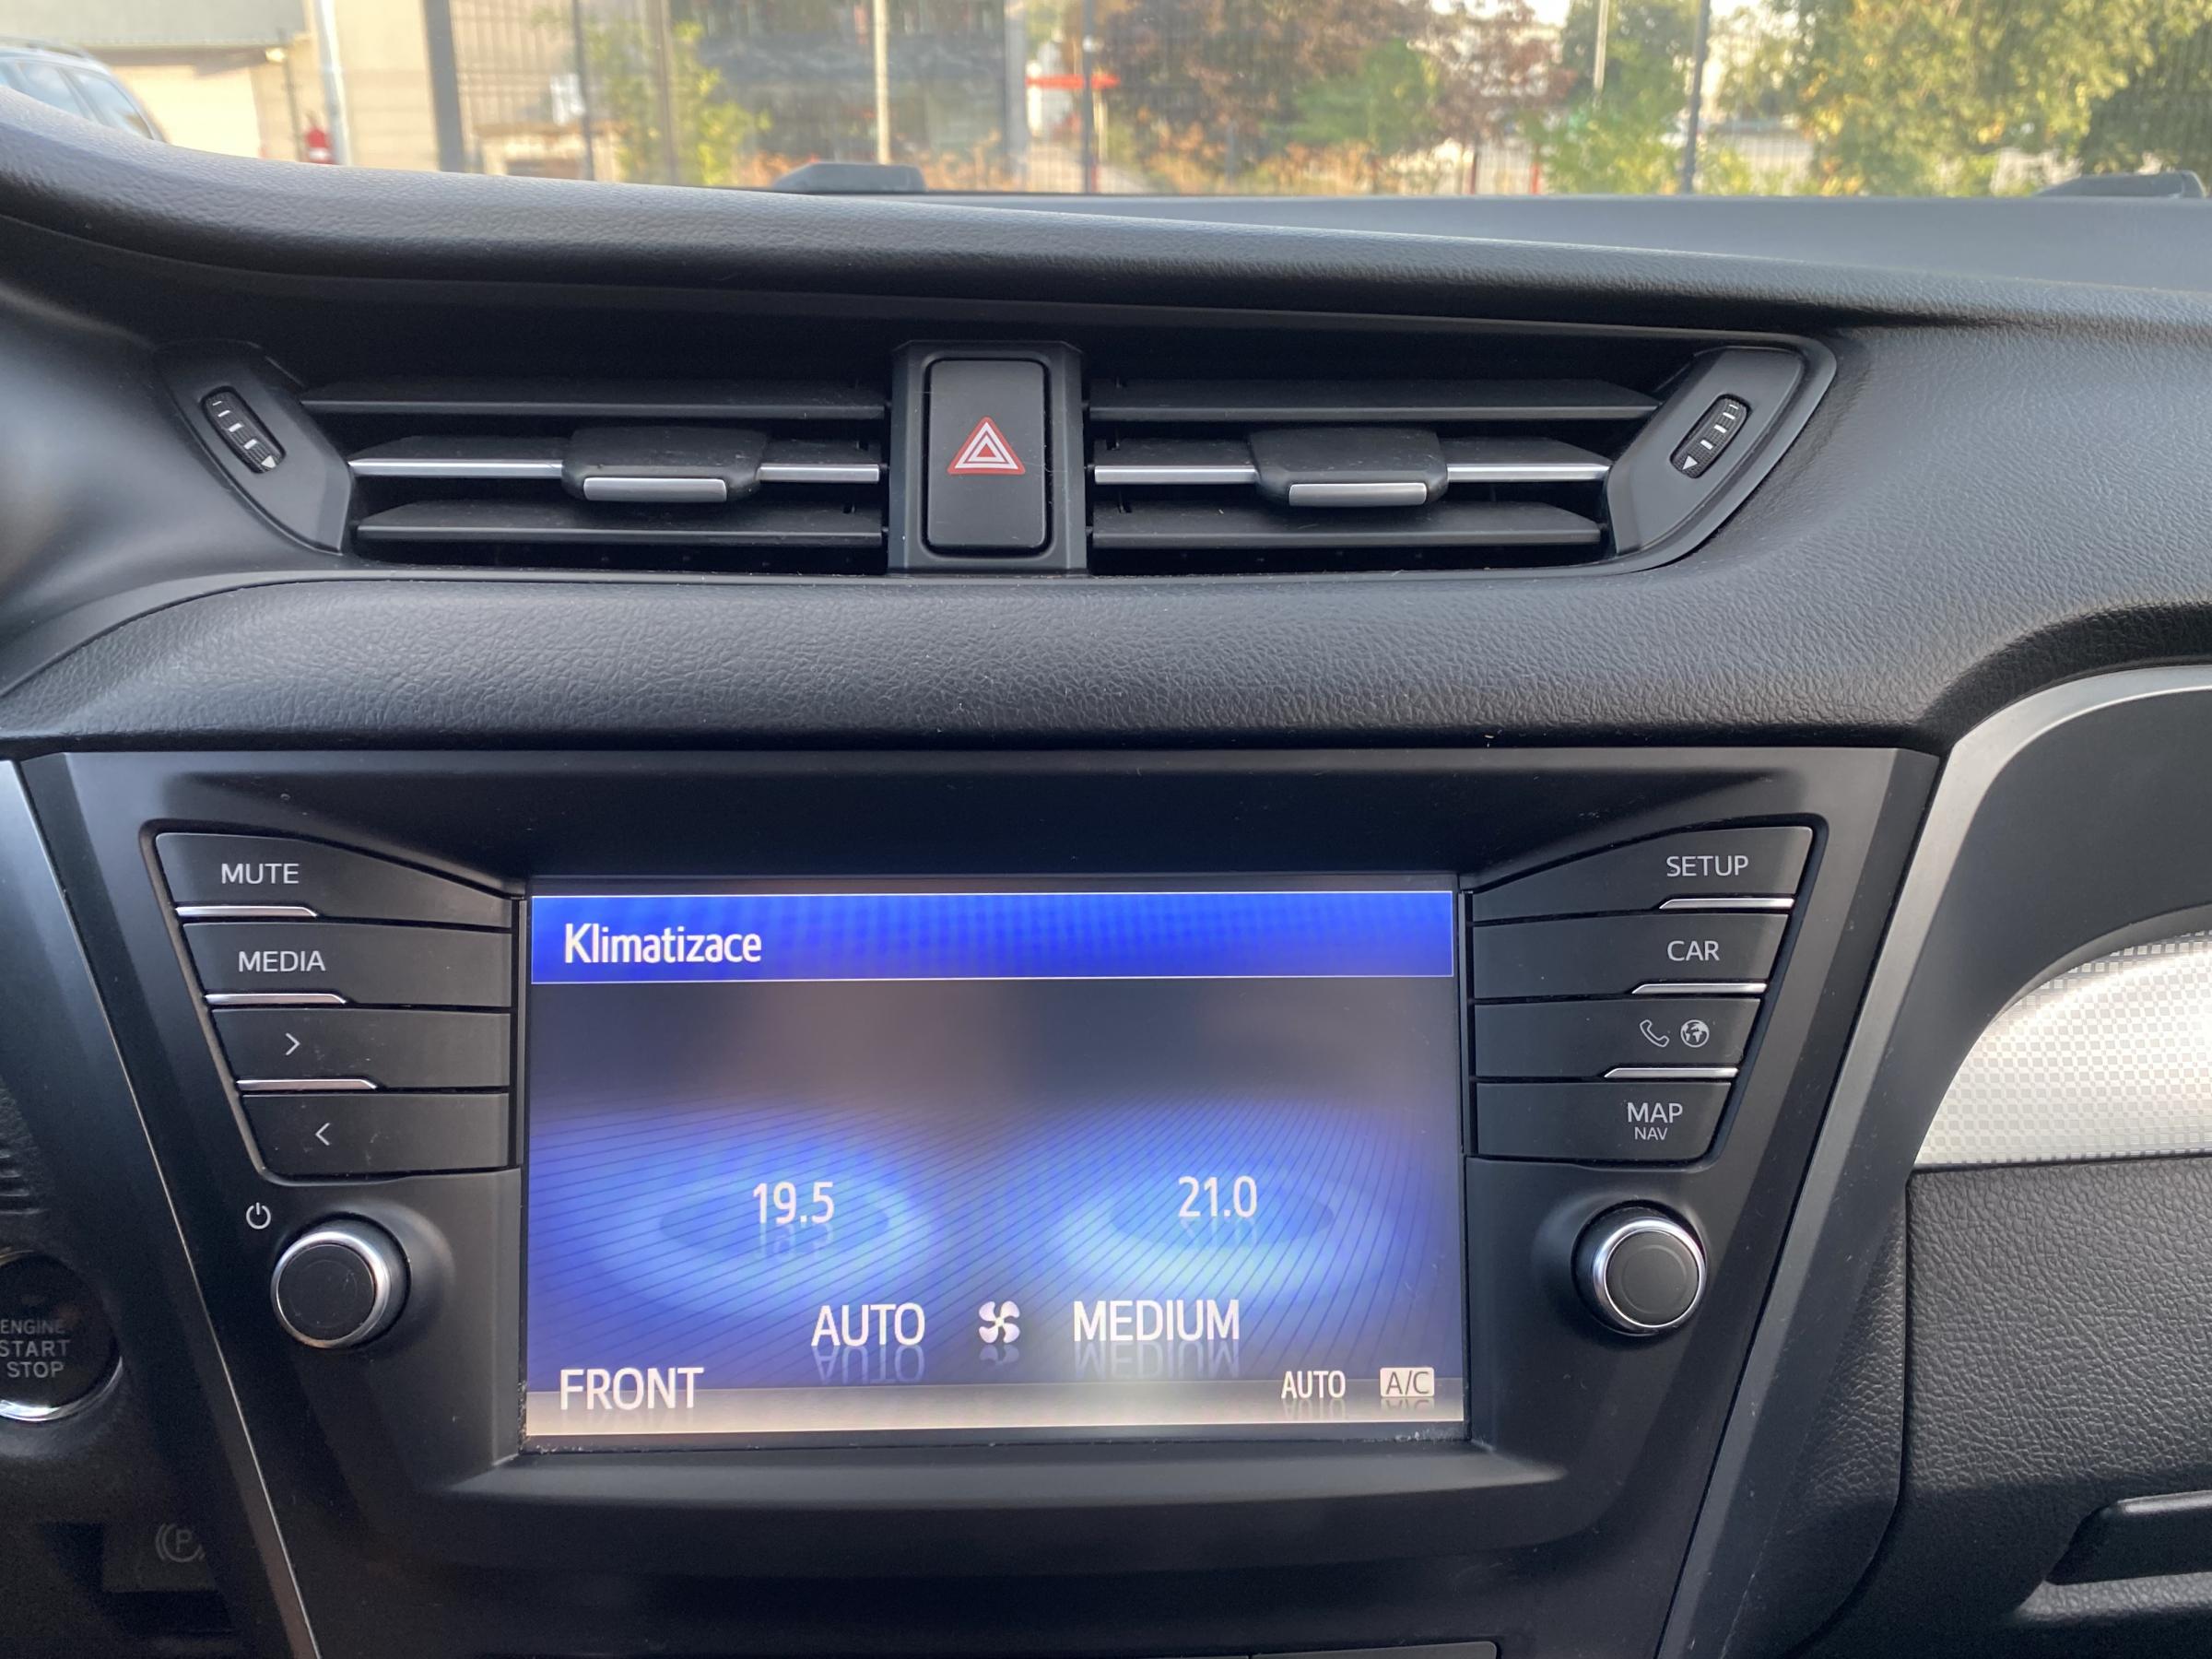 MUTE
MEDIA
SETUP
CAR
MAP
NAV
Klimatizace
19.5 21.0
AUTO MEDIUM
FRONT AUTO A/C
ENGINE
START
STOP
P